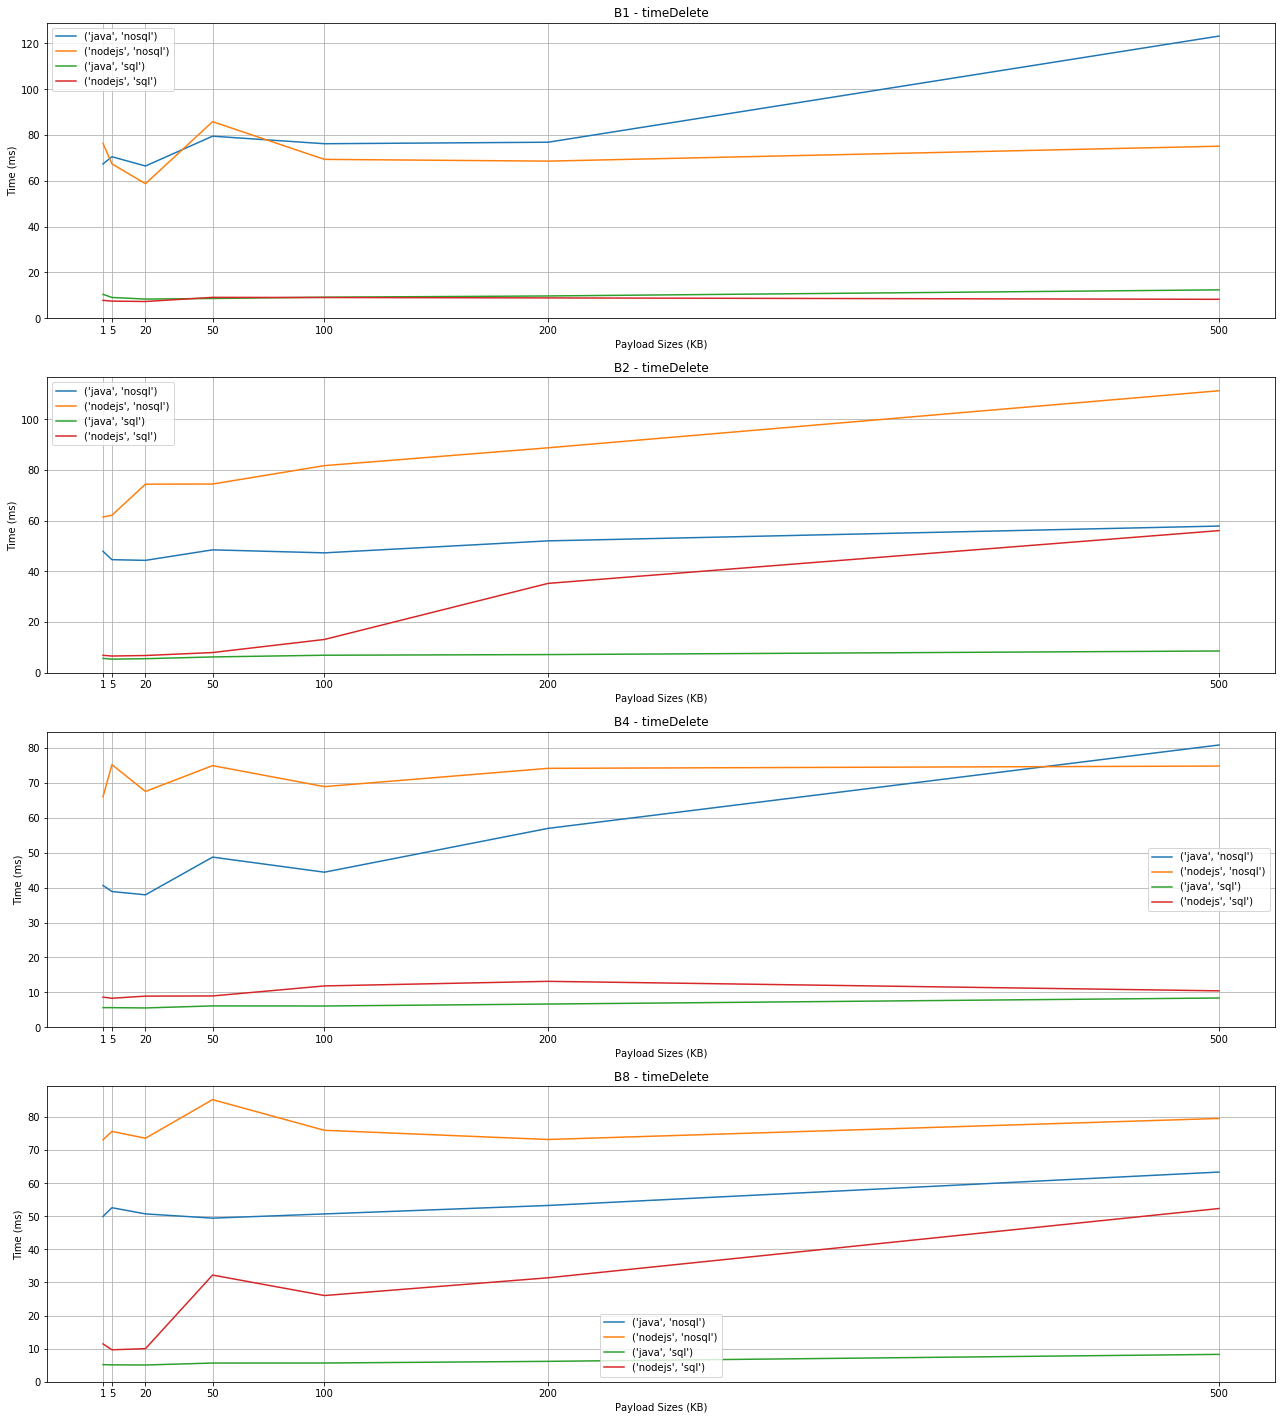 B1 - timeDelete
('java', 'nosql')
('nodejs', 'nosql')
('java', 'sql')
('nodejs', 'sql')
120
100
80
60
40
20
0
Time (ms)
1 5 20 50 100 200 500
Payload Sizes (KB)
B2 - timeDelete
('java', 'nosql')
('nodejs', 'nosql')
('java', 'sql')
('nodejs', 'sql')
100
80
60
40
20
0
Time (ms)
1 5 20 50 100 200 500
Payload Sizes (KB)
B4 - timeDelete
80
70
60
50
40
30
20
10
0
Time (ms)
('java', 'nosql')
('nodejs', 'nosql')
('java', 'sql')
('nodejs', 'sql')
1 5 20 50 100 200 500
Payload Sizes (KB)
B8 - timeDelete
80
70
60
50
40
30
20
10
0
Time (ms)
('java', 'nosql')
('nodejs', 'nosql')
('java', 'sql')
('nodejs', 'sql')
1 5 20 50 100 200 500
Payload Sizes (KB)